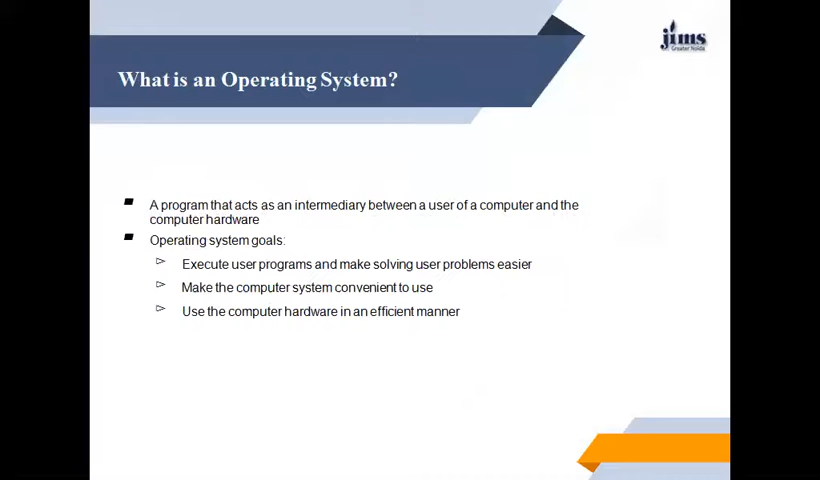 jims
Greater Noida
What is an Operating System?
A program that acts as an intermediary between a user of a computer and the
computer hardware
Operating system goals:
Execute user programs and make solving user problems easier
Make the computer system convenient to use
Use the computer hardware in an efficient manner